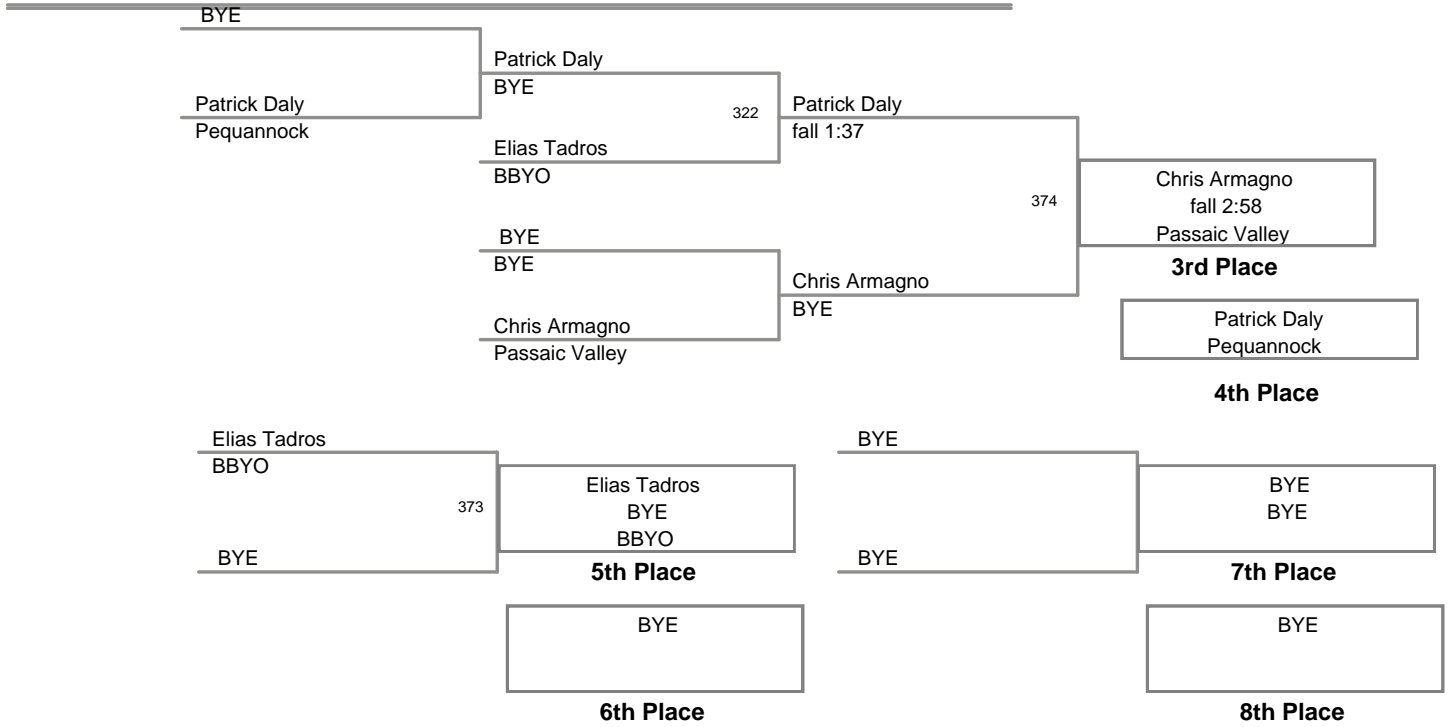 BYE
Patrick Daly
Pequannock
Patrick Daly
BYE
322
Elias Tadros
BBYO
Patrick Daly
fall 1:37
BYE
BYE
Chris Armagno
Passaic Valley
Chris Armagno
BYE
374
Chris Armagno
fall 2:58
Passaic Valley
3rd Place
Patrick Daly
Pequannock
4th Place
Elias Tadros
BBYO
373
BYE
Elias Tadros
BYE
BBYO
5th Place
BYE
6th Place
BYE
BYE
BYE
BYE
7th Place
BYE
8th Place